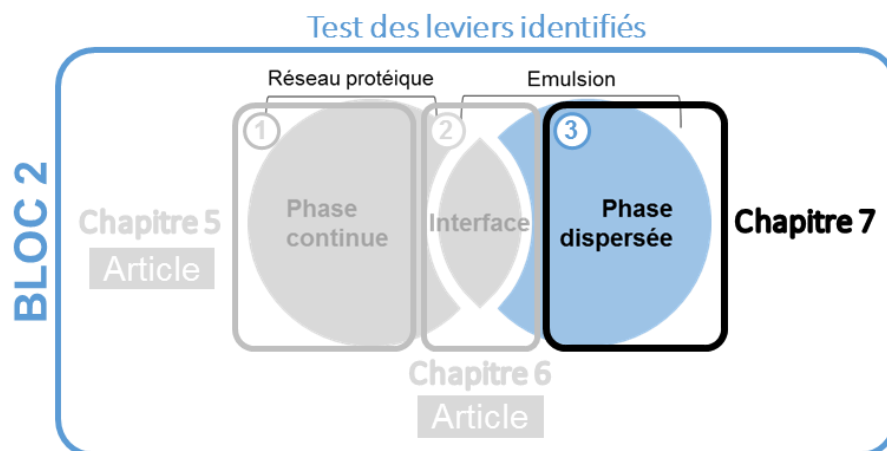 Test des leviers identifiés
Réseau protéique
Emulsion
1
2
3
BLOC 2
Chapitre 5
Article
Phase
continue
Interface
Phase
dispersée
Chapitre 7
Chapitre 6
Article